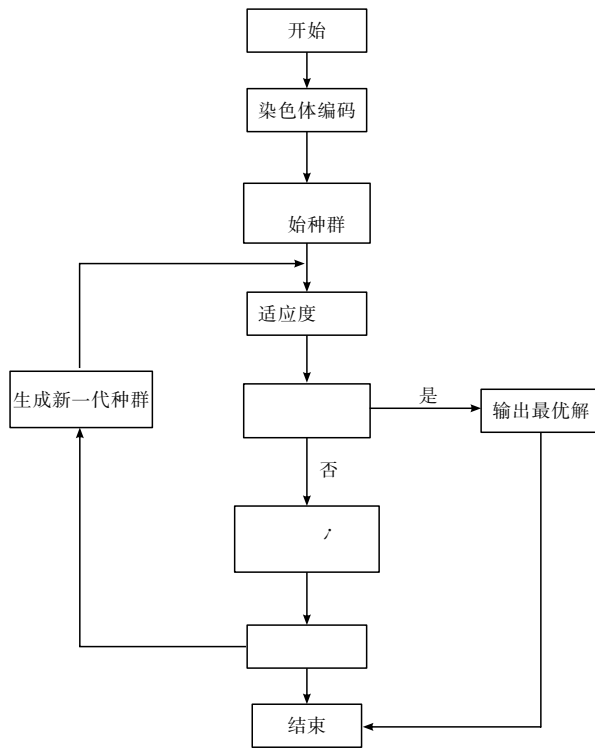 开始
染色体编码
始种群
适应度
生成新一代种群
是
输出最优解
否
结束